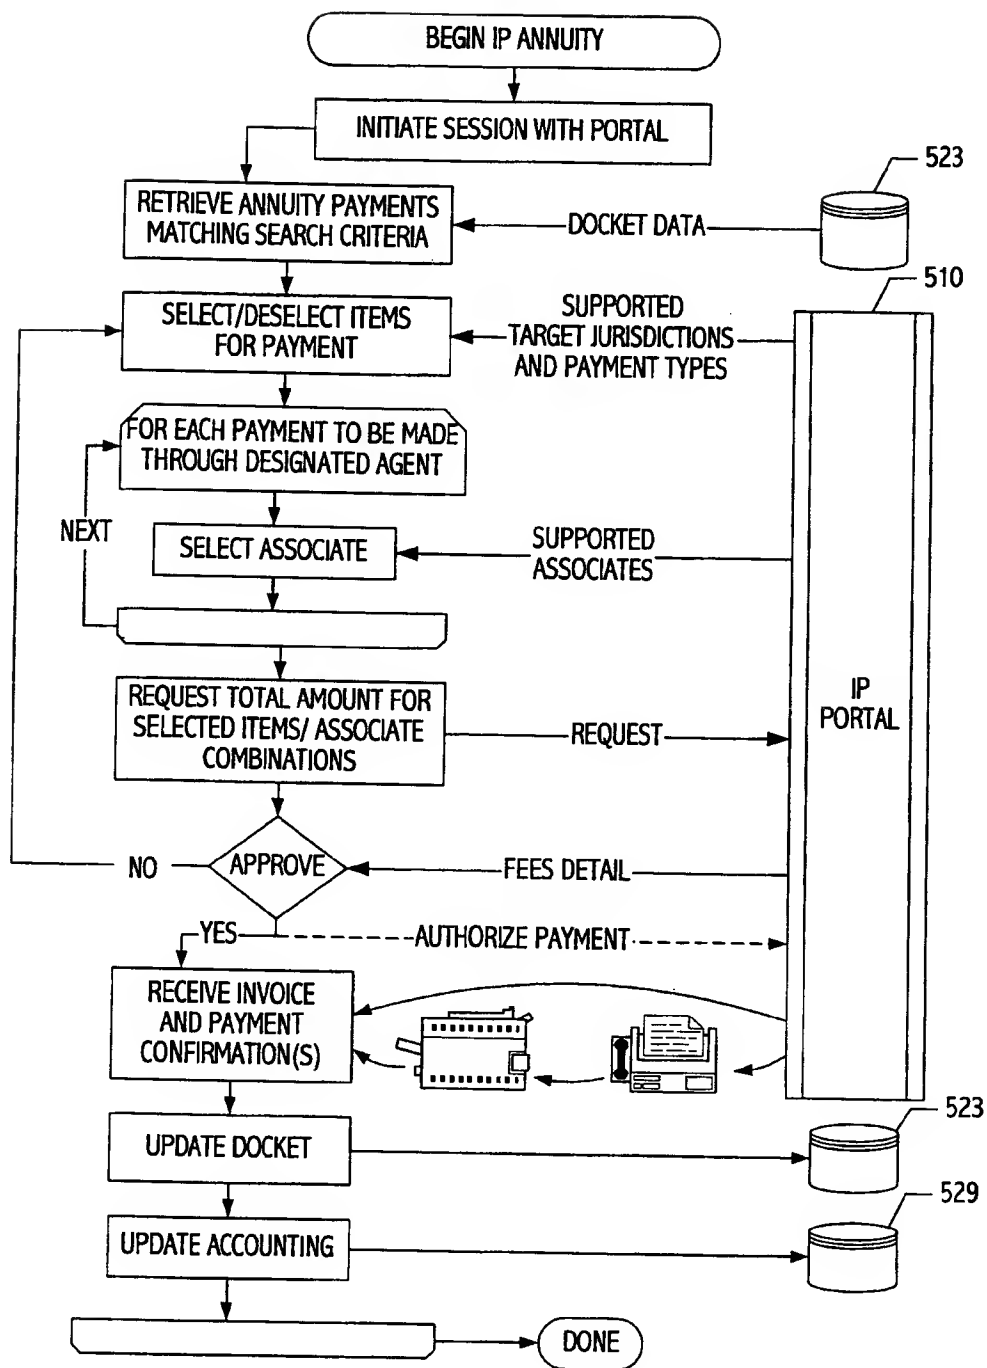 BEGIN IP ANNUITY
INITIATE SESSION WITH PORTAL
523
RETRIEVE ANNUITY PAYMENTS
MATCHING SEARCH CRITERIA
DOCKET DATA
510
SELECT/DESELECT ITEMS
FOR PAYMENT
SUPPORTED
TARGET JURISDICTIONS
AND PAYMENT TYPES
FOR EACH PAYMENT TO BE MADE
THROUGH DESIGNATED AGENT
NEXT
SELECT ASSOCIATE
SUPPORTED
ASSOCIATES
REQUEST TOTAL AMOUNT FOR
SELECTED ITEMS/ ASSOCIATE
COMBINATIONS
REQUEST
IP
PORTAL
NO
APPROVE
FEES DETAIL
YES
AUTHORIZE PAYMENT
RECEIVE INVOICE
AND PAYMENT
CONFIRMATION(S)
523
UPDATE DOCKET
529
UPDATE ACCOUNTING
DONE